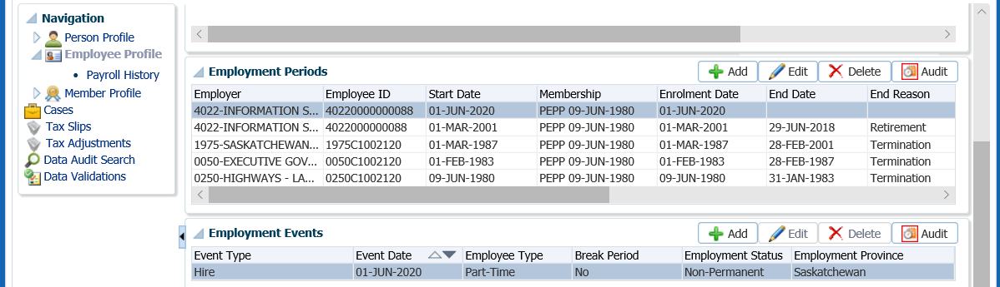 Navigation
Person Profile
Employee Profile
• Payroll History
Member Profile
Cases
Tax Slips
Tax Adjustments
Data Audit Search
Data Validations
Employment Periods Add Edit Delete Audit
Employer Employee ID Start Date Membership Enrolment Date End Date End Reason
4022-INFORMATION S... 40220000000088 01-JUN-2020 PEPP 09-JUN-1980 01-JUN-2020
4022-INFORMATION S... 4022000000088 01-MAR-2001 PEPP 09-JUN-1980 01-MAR-2001 29-JUN-2018 Retirement
1975-SASKATCHEWAN... 1975C1002120 01-MAR-1987 PEPP 09-JUN-1980 01-MAR-1987 28-FEB-2001 Termination
0050-EXECUTIVE GOV... 0050C1002120 01-FEB-1983 PEPP 09-JUN-1980 01-FEB-1983 28-FEB-1987 Termination
0250-HIGHWAYS - LA... 0250C1002120 09-JUN-1980 PEPP 09-JUN-1980 09-JUN-1980 31-JAN-1983 Termination
Employment Events Add Edit Delete Audit
Event Type Event Date Employee Type Break Period Employment Status Employment Province
Hire 01-JUN-2020 Part-Time No Non-Permanent Saskatchewan